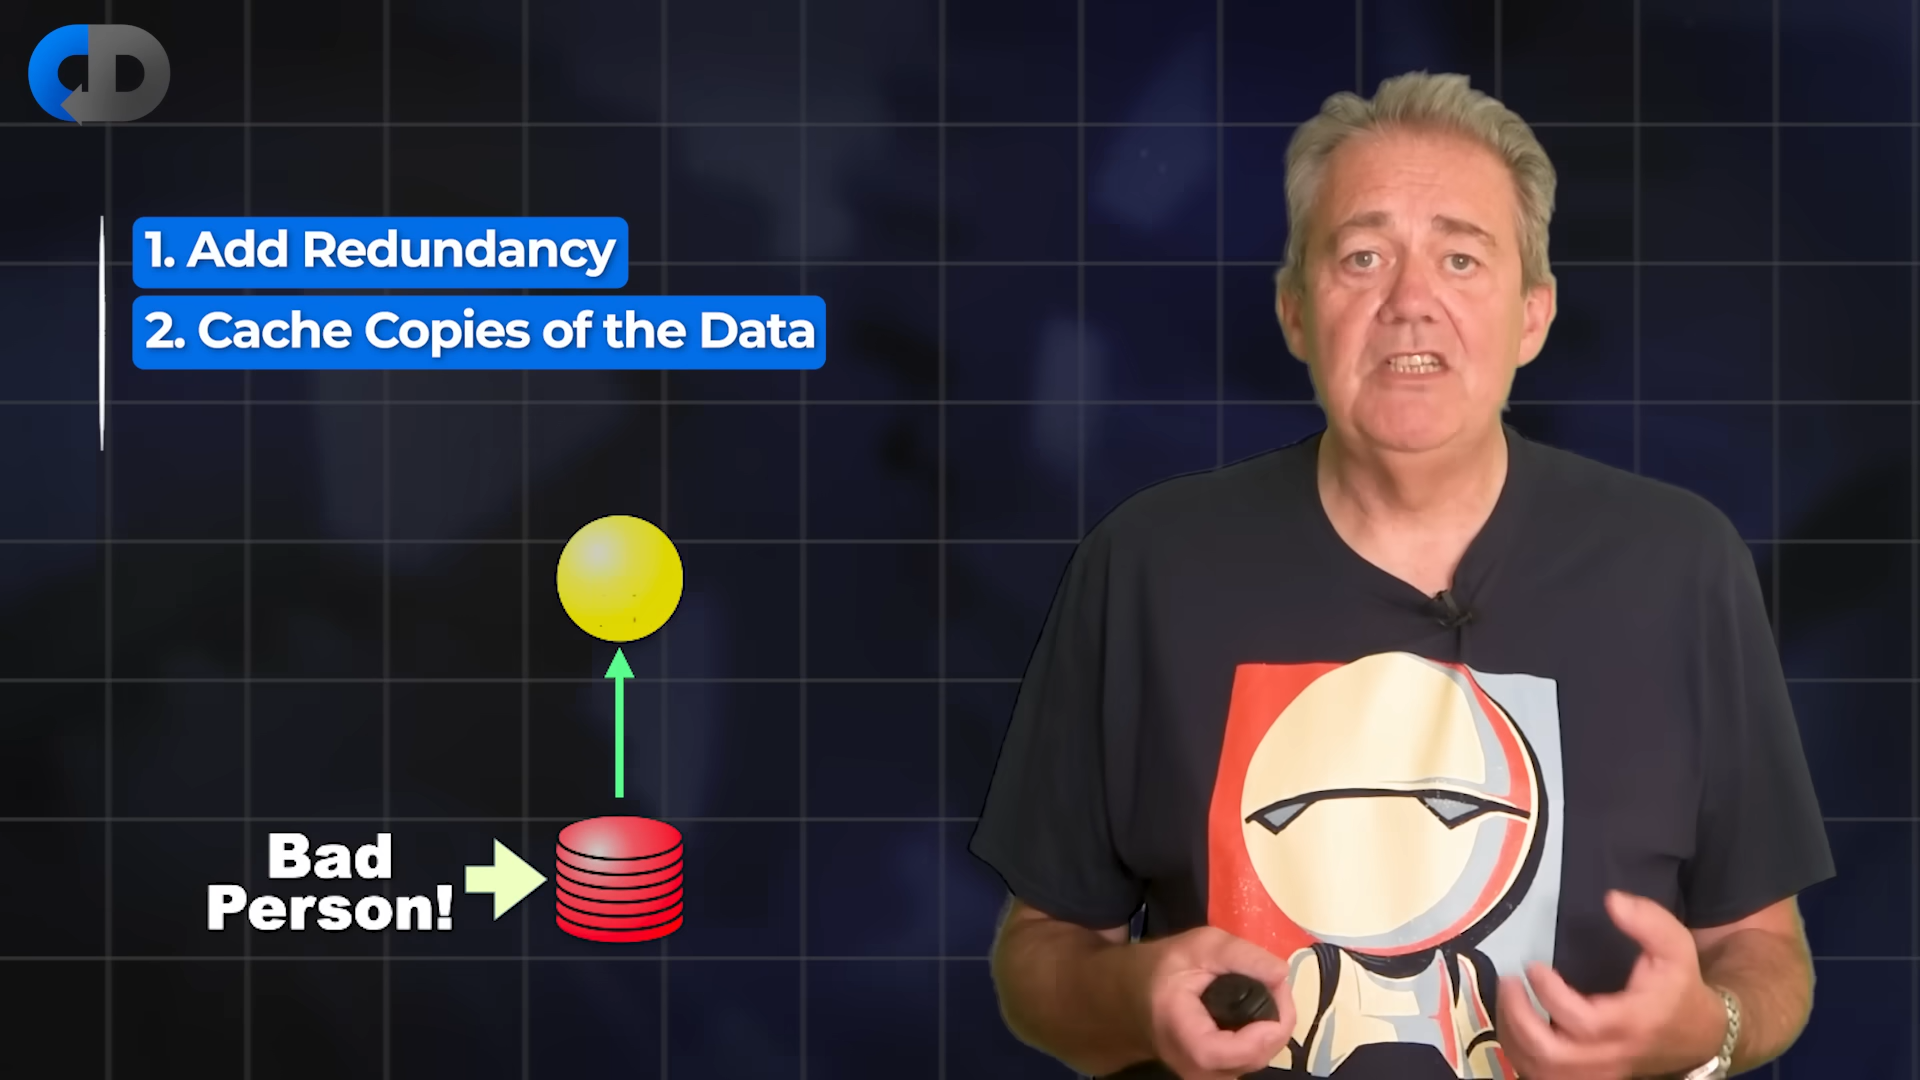 1. Add Redundancy
2. Cache Copies of the Data
Bad
Person!